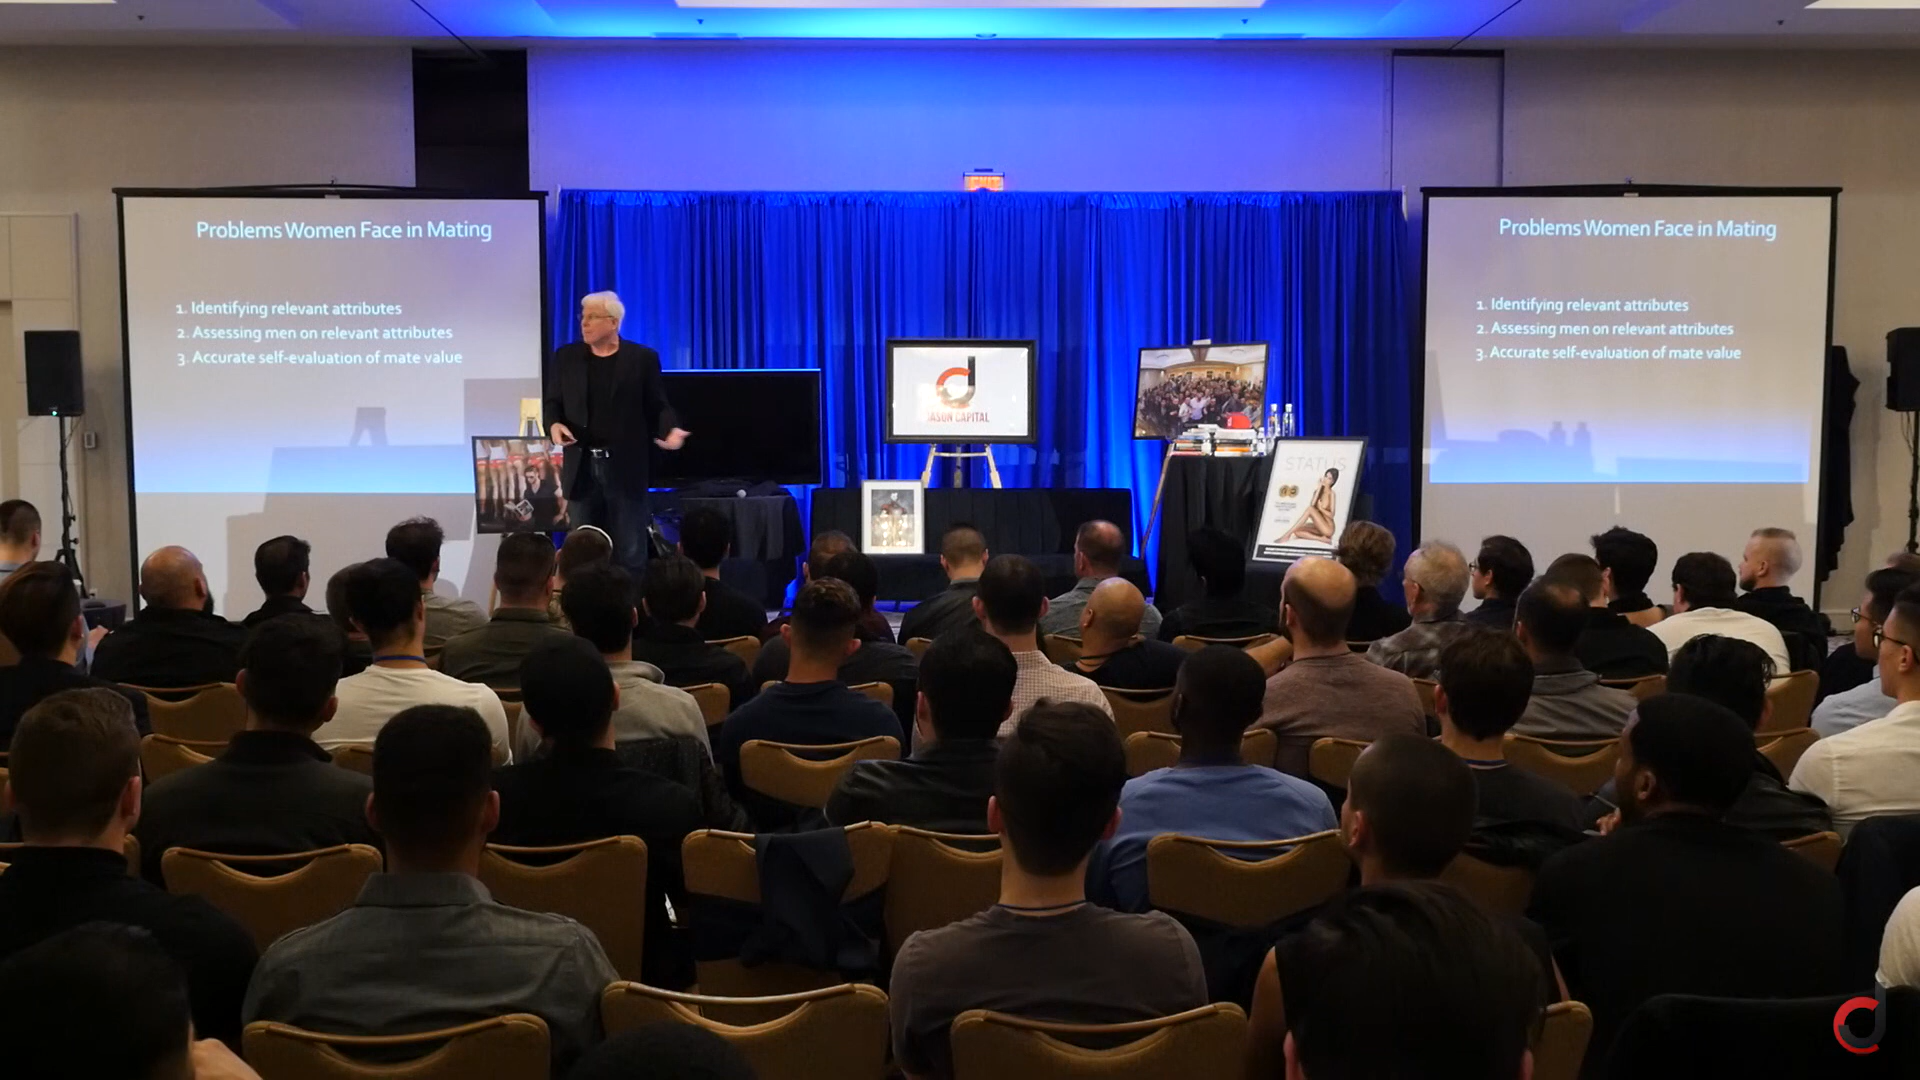 EXIT
Problems Women Face in Mating
1. Identifying relevant attributes
2. Assessing men on relevant attributes
3. Accurate self-evaluation of mate value
JASON CAPITAL
STATUS
Problems Women Face in Mating
1. Identifying relevant attributes
2. Assessing men on relevant attributes
3. Accurate self-evaluation of mate value